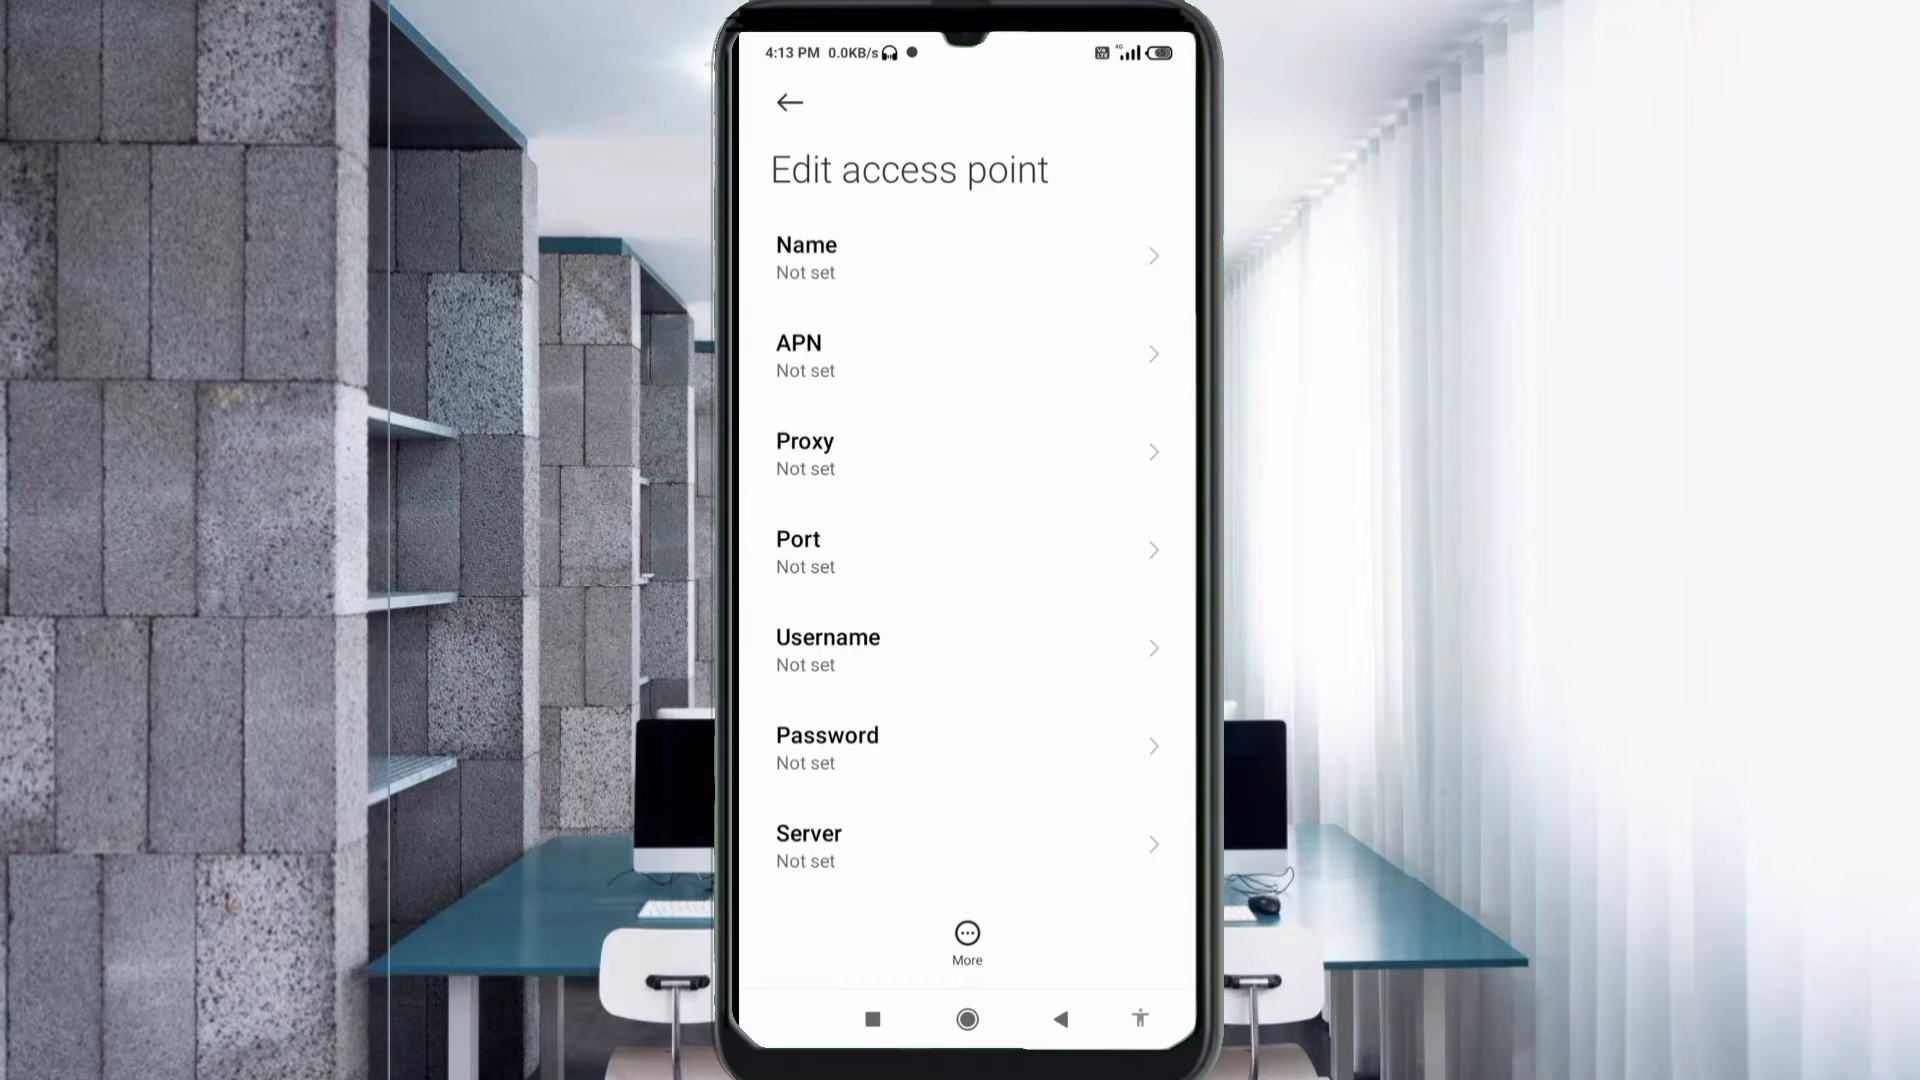 4:13 PM 0.0KB/s
4G
Edit access point
Name
Not set
APN
Not set
Proxy
Not set
Port
Not set
Username
Not set
Password
Not set
Server
Not set
More